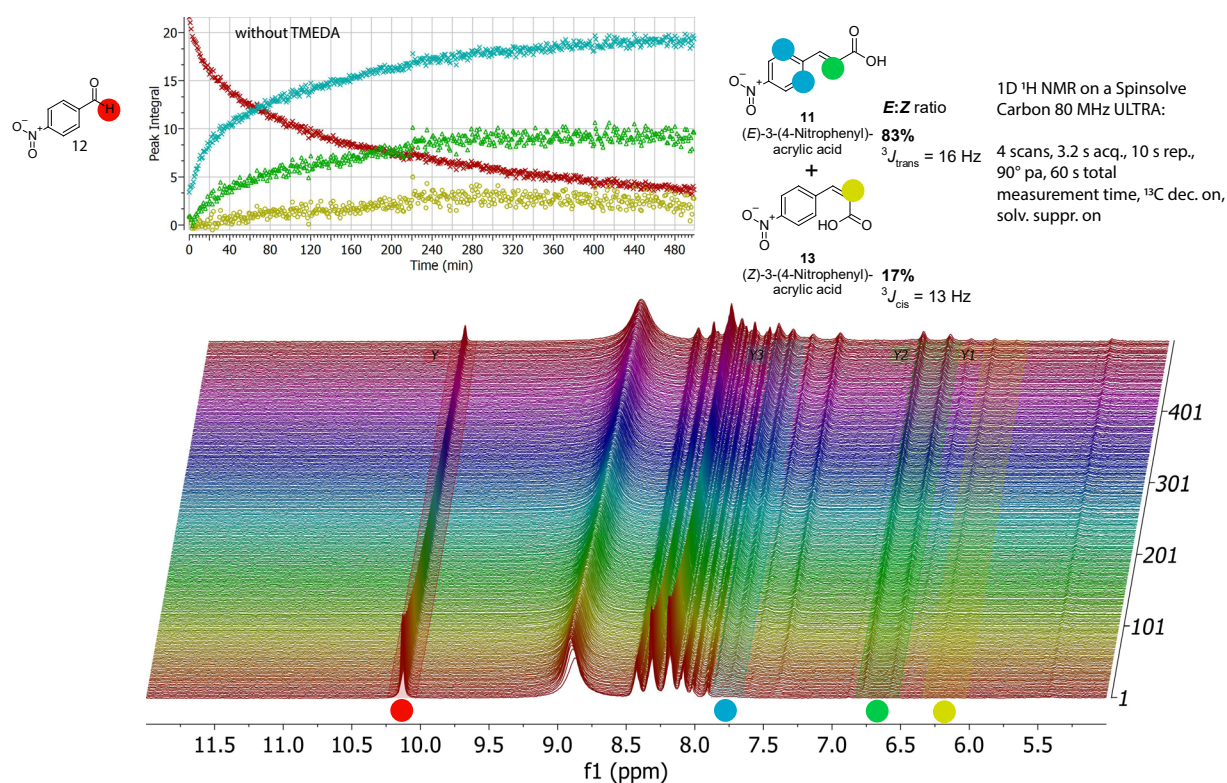 without TMEDA
20
15
10
5
0
Peak Integral
0 40 80 120 160 200 240 280 320 360 400 440 480
Time (min)
O
H
O⁻
N⁺
O
12
O
OH
O⁻
N⁺
O
11
(E)-3-(4-Nitrophenyl)-
acrylic acid
+
O⁻
N⁺
O
HO
O
13
(Z)-3-(4-Nitrophenyl)-
acrylic acid
E:Z ratio
83%
³Jtrans = 16 Hz
17%
³Jcis = 13 Hz
1D ¹H NMR on a Spinsolve
Carbon 80 MHz ULTRA:
4 scans, 3.2 s acq., 10 s rep.,
90° pa, 60 s total
measurement time, ¹³C dec. on,
solv. suppr. on
Y
Y3
Y2
Y1
401
301
201
101
1
11.5 11.0 10.5 10.0 9.5 9.0 8.5 8.0 7.5 7.0 6.5 6.0 5.5
f1 (ppm)